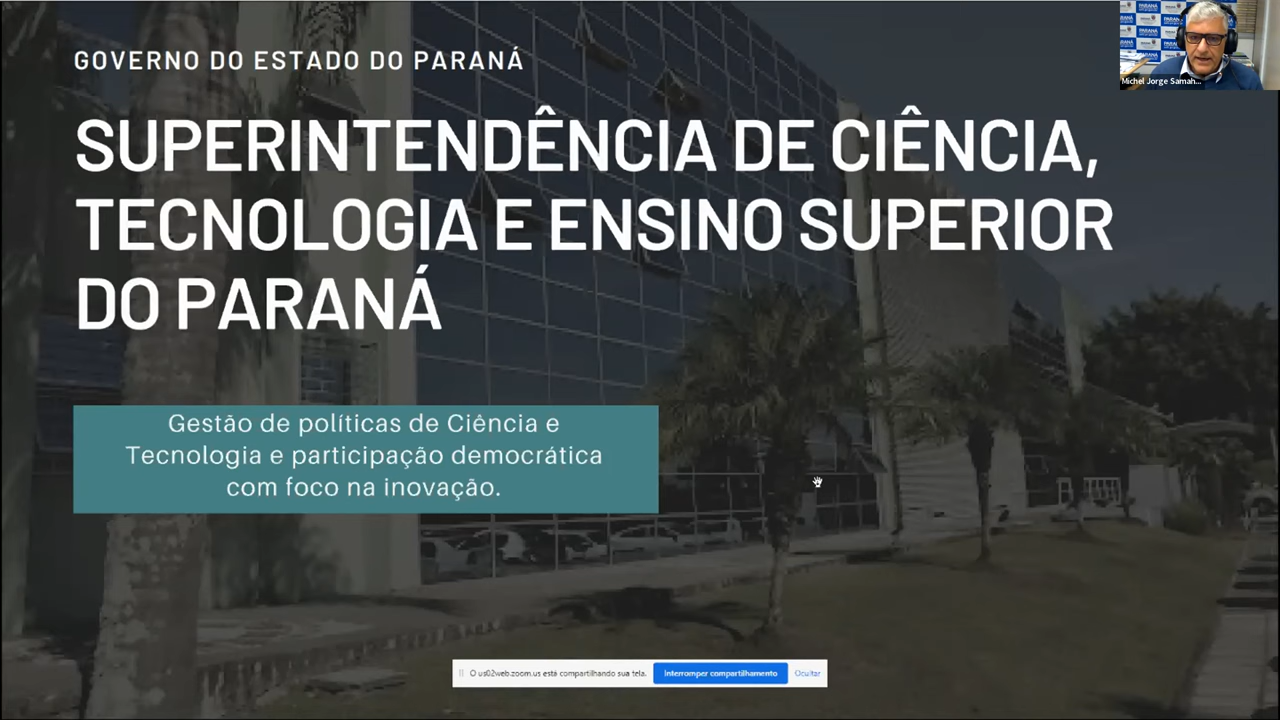 GOVERNO DO ESTADO DO PARANÁ
SUPERINTENDÊNCIA DE CIÊNCIA,
TECNOLOGIA E ENSINO SUPERIOR
DO PARANÁ
Gestão de políticas de Ciência e
Tecnologia e participação democrática
com foco na inovação.
Michel Jorge Samah...
O us02web.zoom.us está compartilhando sua tela.
Interromper compartilhamento
Ocultar